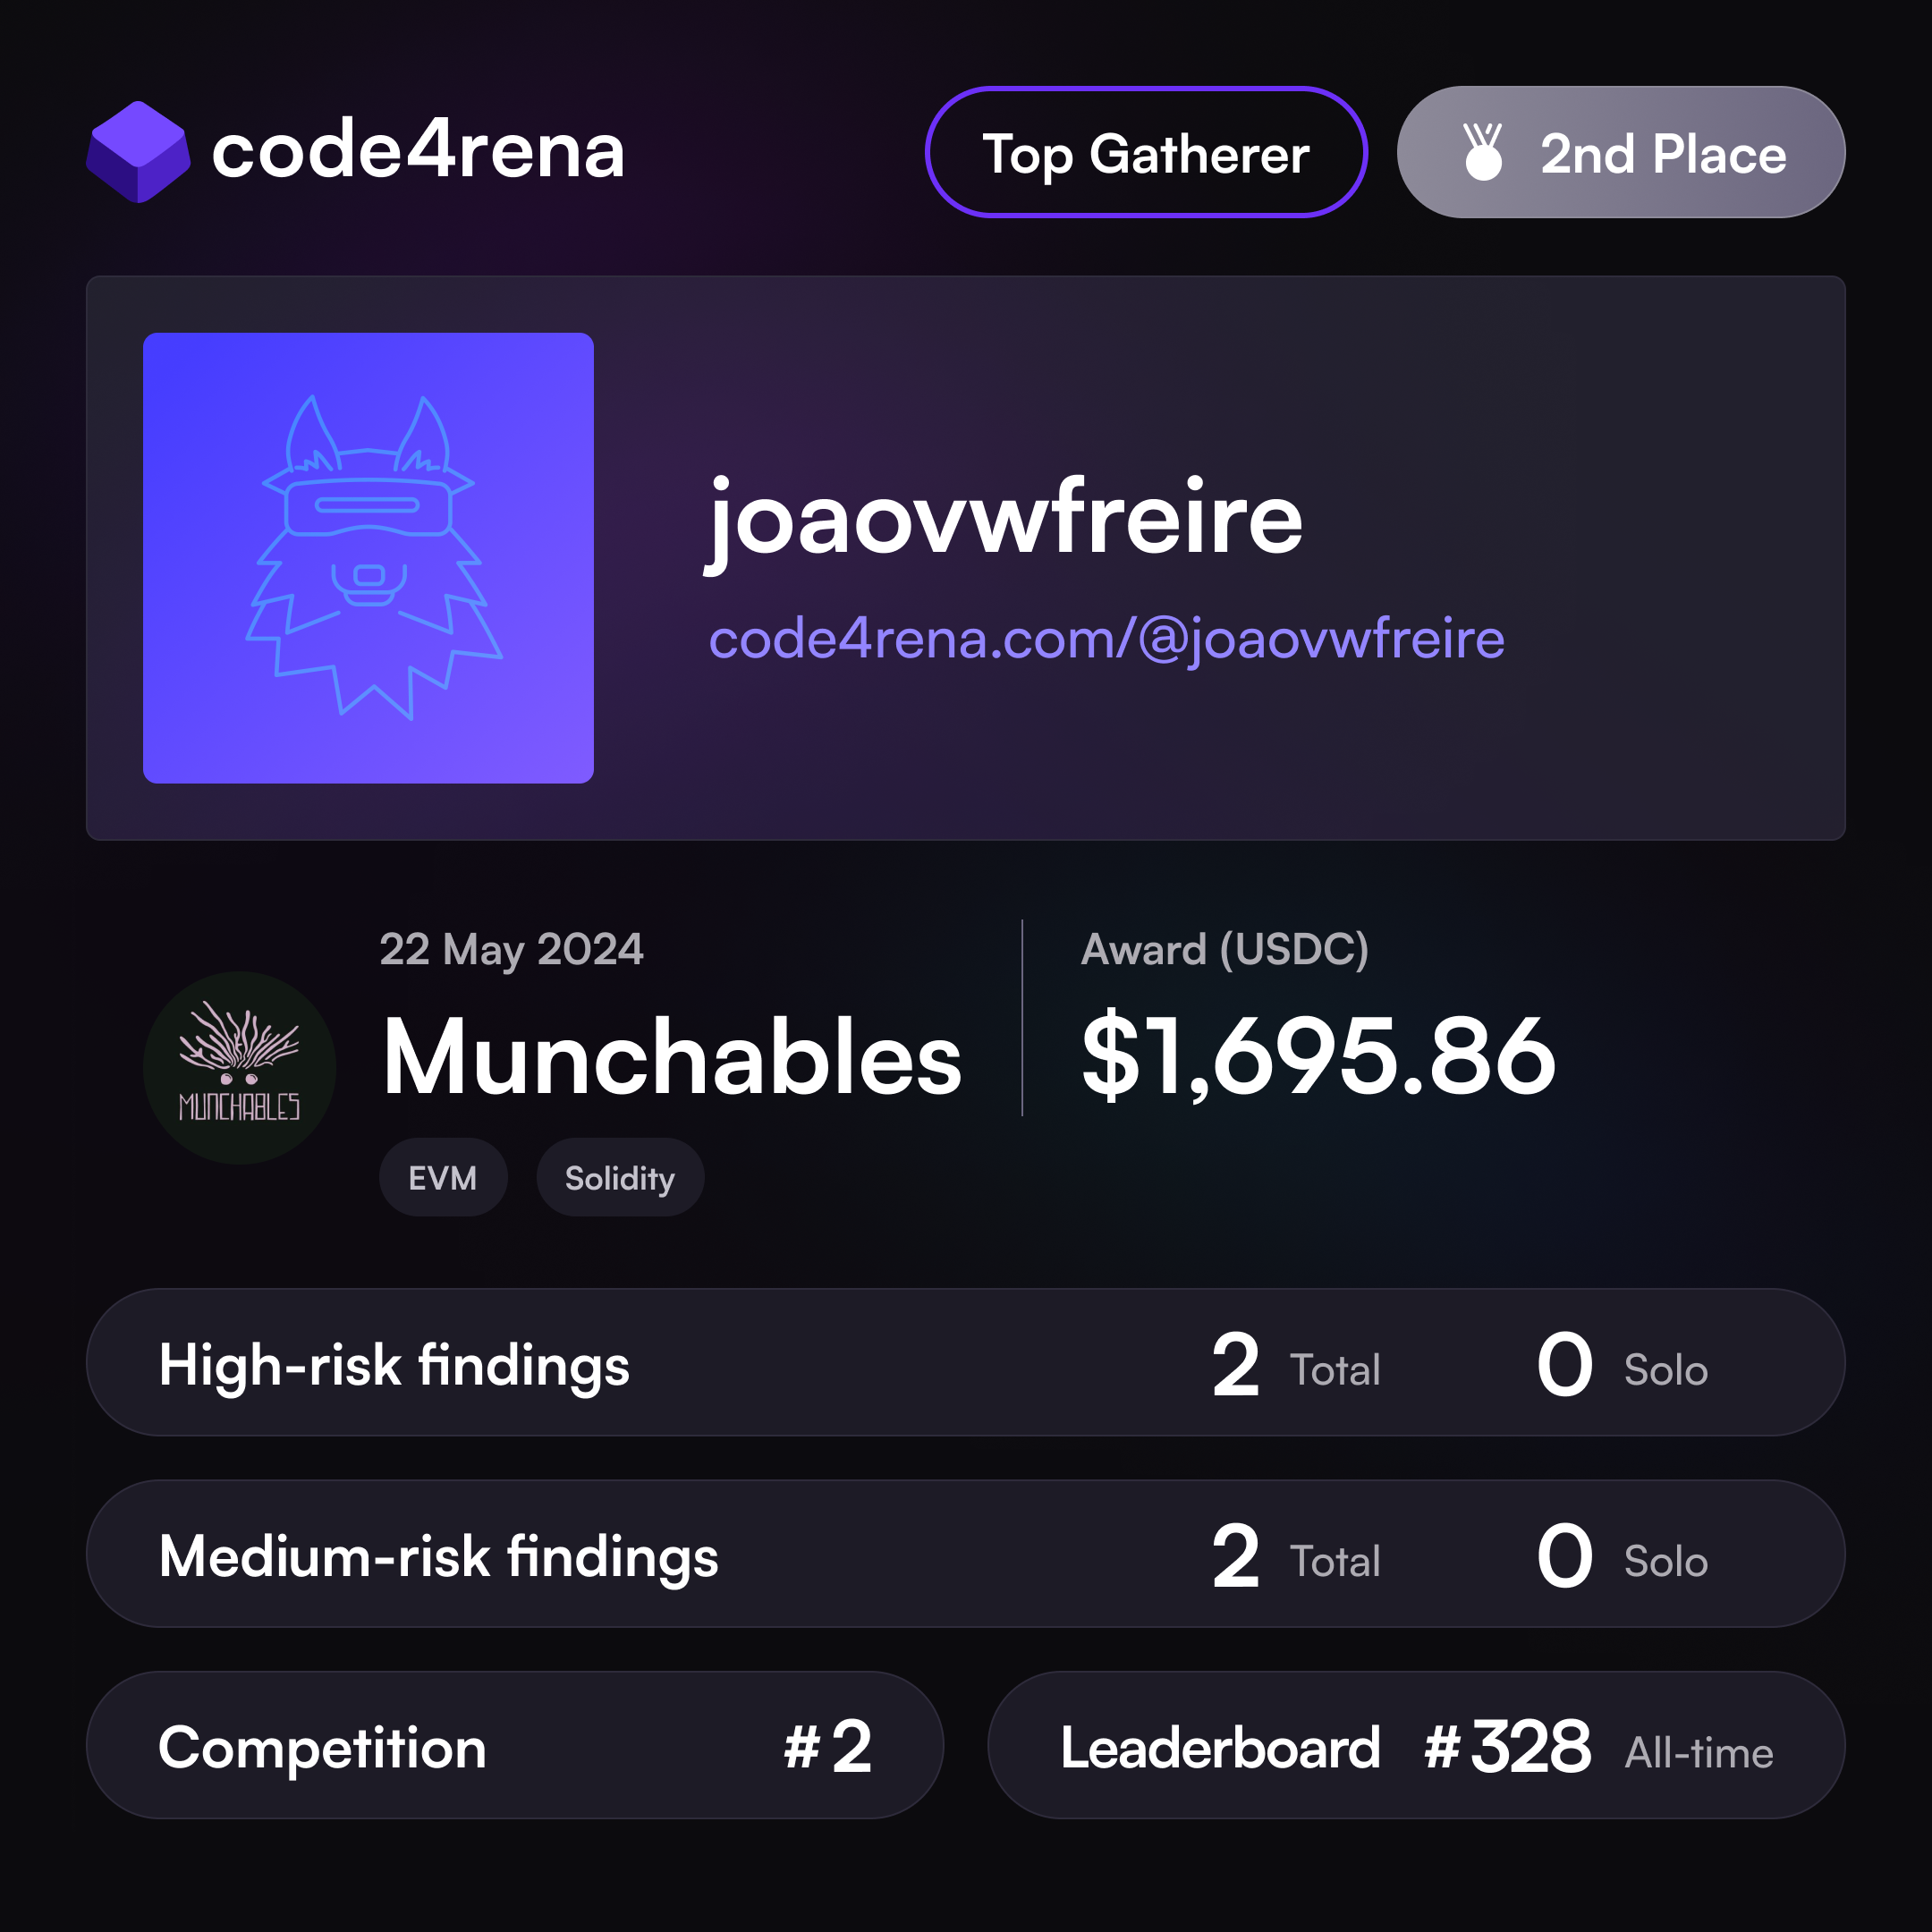 code4rena
Top Gatherer
2nd Place
joaovwfreire
code4rena.com/@joaovwfreire
22 May 2024
Munchables
Award (USDC)
$1,695.86
MUNCHABLES
EVM
Solidity
High-risk findings 2 Total 0 Solo
Medium-risk findings 2 Total 0 Solo
Competition #2
Leaderboard #328 All-time